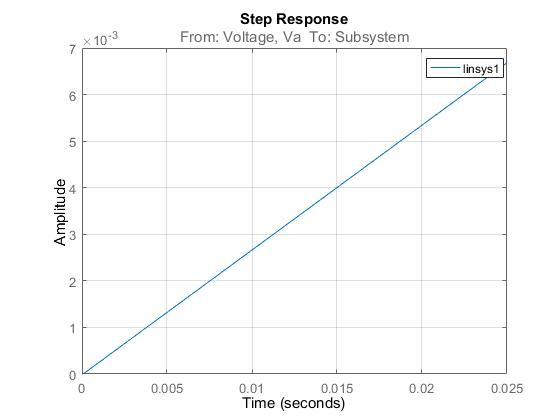 Step Response
From: Voltage, Va To: Subsystem
×10⁻³
7
6
5
4
3
2
1
0
Amplitude
linsys1
0 0.005 0.01 0.015 0.02 0.025
Time (seconds)